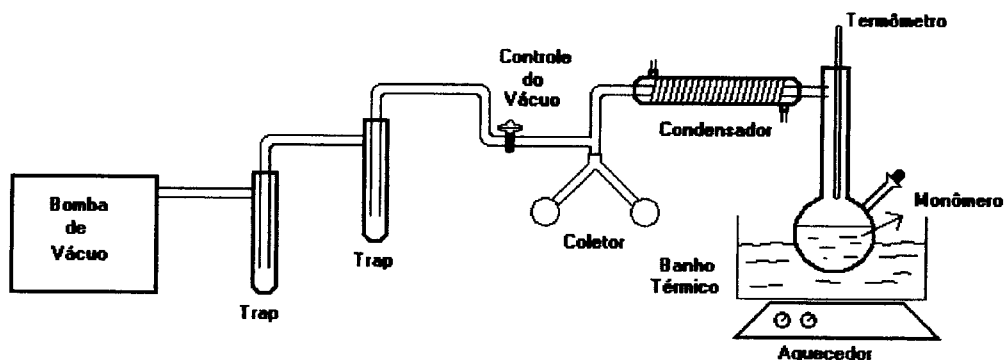 Termômetro
Controle
do
Vácuo
Condensador
Monômero
Bomba
de
Vácuo
Trap
Trap
Coletor
Banho
Térmico
Aquecedor